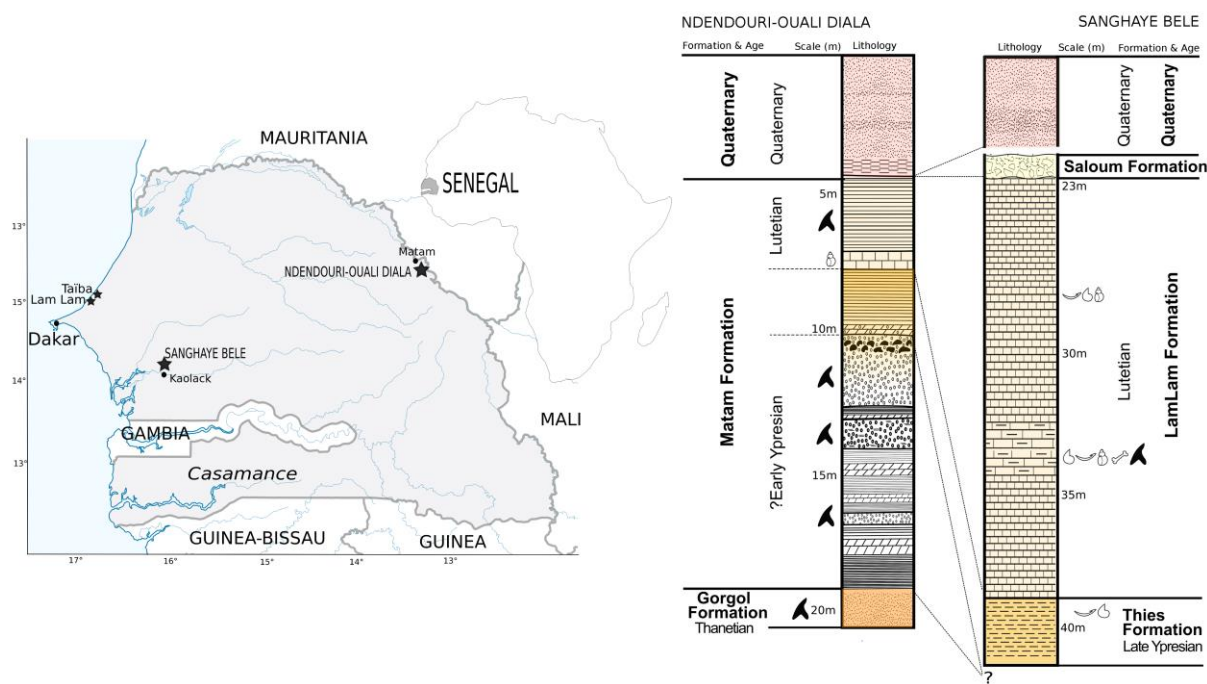 MAURITANIA
SENEGAL
13°
Matam
NDENDOURI-OUALI DIALA
Taïba
15°
Lam Lam
Dakar
SANGHAYE BELE
Kaolack
14°
MALI
GAMBIA
13°
Casamance
GUINEA-BISSAU
GUINEA
17°
16°
15°
14°
13°
NDENDOURI-OUALI DIALA
Formation & Age
Scale (m)
Lithology
Quaternary
Quaternary
5m
Lutetian
10m
Matam Formation
?Early Ypresian
15m
Gorgol
Formation
Thanetian
20m
SANGHAYE BELE
Lithology
Scale (m)
Formation & Age
Quaternary
Quaternary
Saloum Formation
23m
30m
Lutetian
LamLam Formation
35m
Thies
Formation
40m
Late Ypresian
?